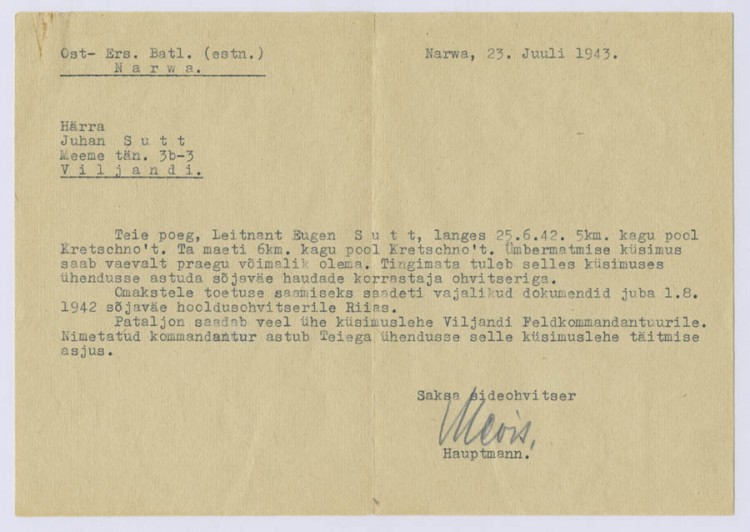 Ost- Ers. Batl. (estn.)
N a r w a.
Narwa, 23. Juuli 1943.
Härra
Juhan S u t t
Meeme tän. 3b-3
V i l j a n d i.
Teie poeg, Leitnant Eugen S u t t, langes 25.6.42. 5km. kagu pool
Kretschno't. Ta maeti 6km. kagu pool Kretschno't. Ümbermatmise küsimus
saab vaevalt praegu võimalik olema. Tingimata tuleb selles küsimuses
ühendusse astuda sõjaväe haudade korrastaja ohvitseriga.
Omakstele toetuse saamiseks saadeti vajalikud dokumendid juba 1.8.
1942 sõjaväe hooldusohvitserile Riias.
Pataljon saadab veel ühe küsimuslehe Viljandi Feldkommandantuurile.
Nimetatud kommandantur astub Teiega ühendusse selle küsimuslehe täitmise
asjus.
Saksa sideohvitser
Hauptmann.